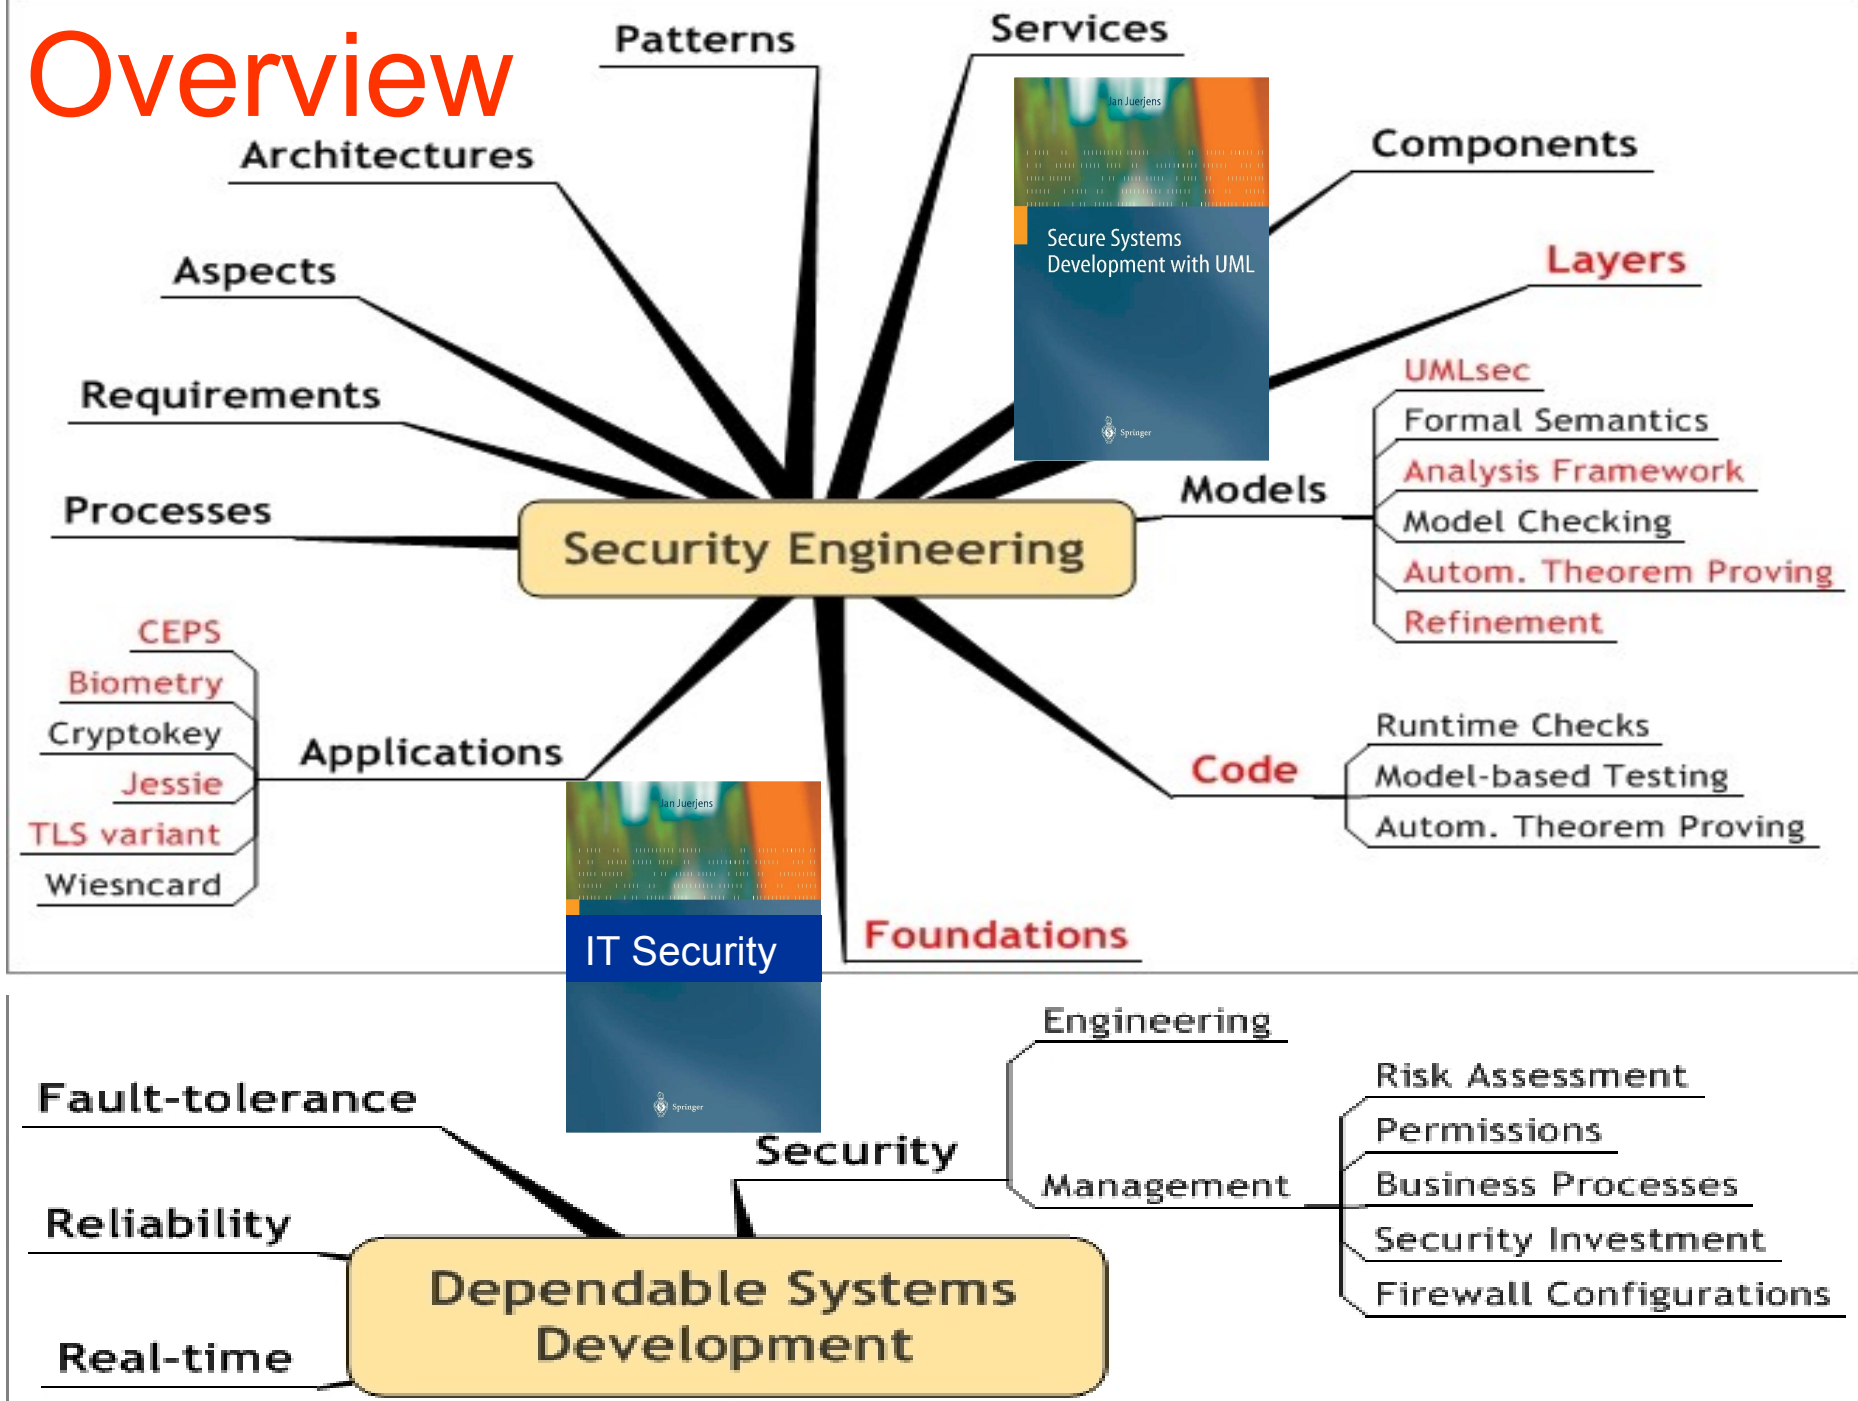 Overview
Patterns
Services
Architectures
Components
Aspects
Layers
Requirements
Processes
Security Engineering
Jan Juerjens
Secure Systems
Development with UML
Springer
Models
UMLsec
Formal Semantics
Analysis Framework
Model Checking
Autom. Theorem Proving
Refinement
CEPS
Biometry
Cryptokey
Jessie
TLS variant
Wiesncard
Applications
Code
Runtime Checks
Model-based Testing
Autom. Theorem Proving
Foundations
Jan Juerjens
IT Security
Springer
Fault-tolerance
Reliability
Real-time
Dependable Systems
Development
Security
Engineering
Management
Risk Assessment
Permissions
Business Processes
Security Investment
Firewall Configurations